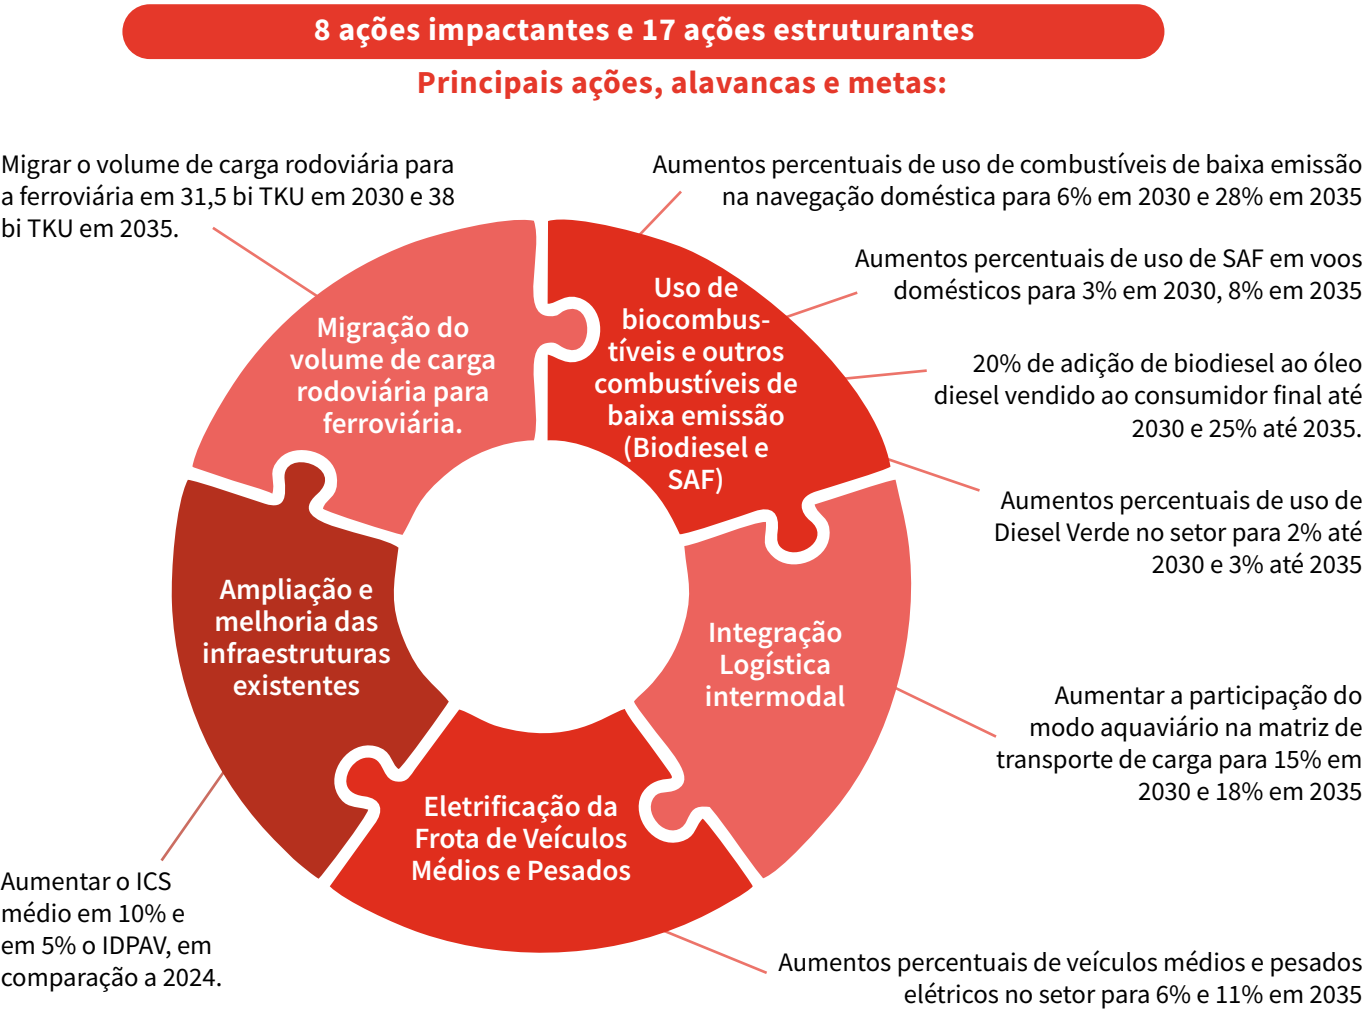 8 ações impactantes e 17 ações estruturantes
Principais ações, alavancas e metas:
Migrar o volume de carga rodoviária para
a ferroviária em 31,5 bi TKU em 2030 e 38
bi TKU em 2035.
Aumentos percentuais de uso de combustíveis de baixa emissão
na navegação doméstica para 6% em 2030 e 28% em 2035
Aumentos percentuais de uso de SAF em voos
domésticos para 3% em 2030, 8% em 2035
20% de adição de biodiesel ao óleo
diesel vendido ao consumidor final até
2030 e 25% até 2035.
Aumentos percentuais de uso de
Diesel Verde no setor para 2% até
2030 e 3% até 2035
Migração do
volume de carga
rodoviária para
ferroviária.
Uso de
biocombus-
tíveis e outros
combustíveis de
baixa emissão
(Biodiesel e
SAF)
Ampliação e
melhoria das
infraestruturas
existentes
Integração
Logística
intermodal
Eletrificação da
Frota de Veículos
Médios e Pesados
Aumentar a participação do
modo aquaviário na matriz de
transporte de carga para 15% em
2030 e 18% em 2035
Aumentar o ICS
médio em 10% e
em 5% o IDPAV, em
comparação a 2024.
Aumentos percentuais de veículos médios e pesados
elétricos no setor para 6% e 11% em 2035